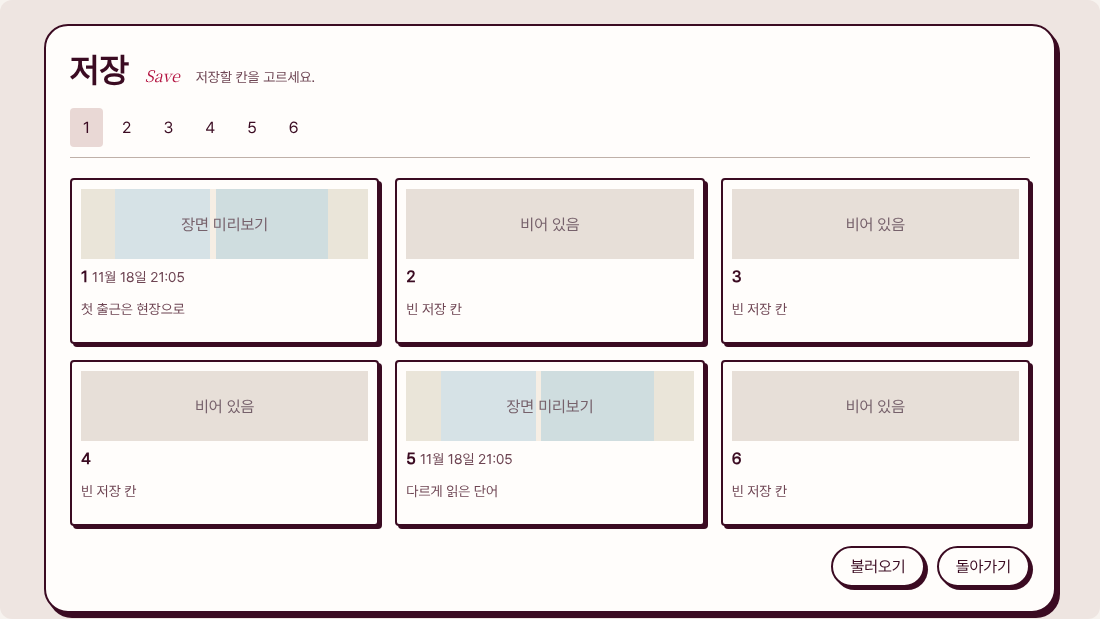 저장 Save 저장할 칸을 고르세요.
1 2 3 4 5 6
장면 미리보기
1 11월 18일 21:05
첫 출근은 현장으로
비어 있음
2
빈 저장 칸
비어 있음
3
빈 저장 칸
비어 있음
4
빈 저장 칸
장면 미리보기
5 11월 18일 21:05
다르게 읽은 단어
비어 있음
6
빈 저장 칸
불러오기 돌아가기